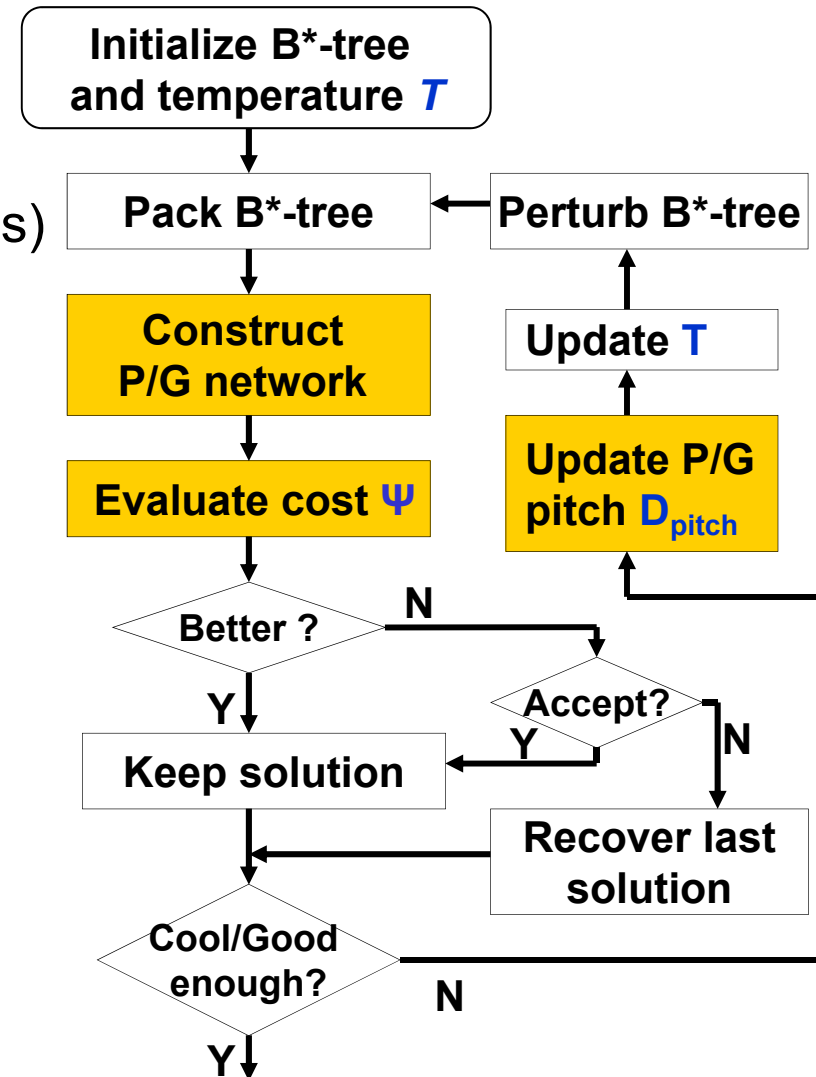 Initialize B*-tree
and temperature T
s)
Pack B*-tree
Perturb B*-tree
Construct
P/G network
Update T
Evaluate cost Ψ
Update P/G
pitch D_pitch
Better ?
N
Y
Accept?
Y
N
Keep solution
Recover last
solution
Cool/Good
enough?
N
Y